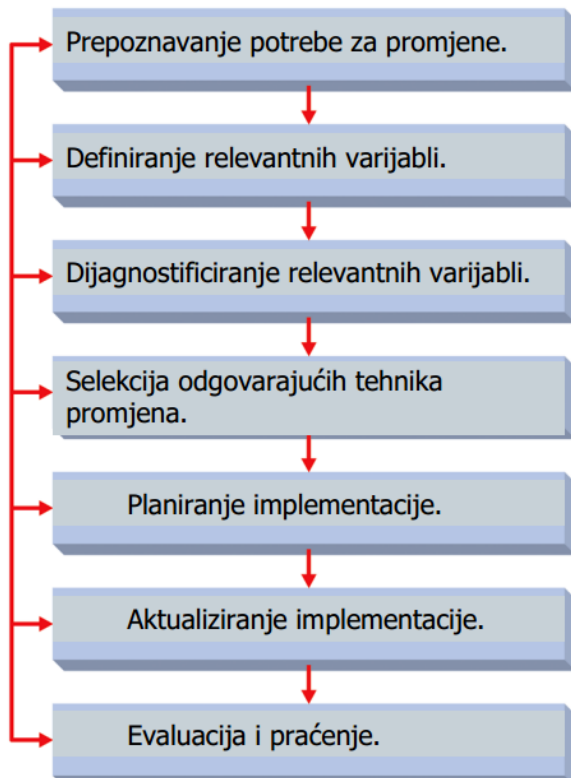 Prepoznavanje potrebe za promjene.
Definiranje relevantnih varijabli.
Dijagnostificiranje relevantnih varijabli.
Selekcija odgovarajućih tehnika
promjena.
Planiranje implementacije.
Aktualiziranje implementacije.
Evaluacija i praćenje.